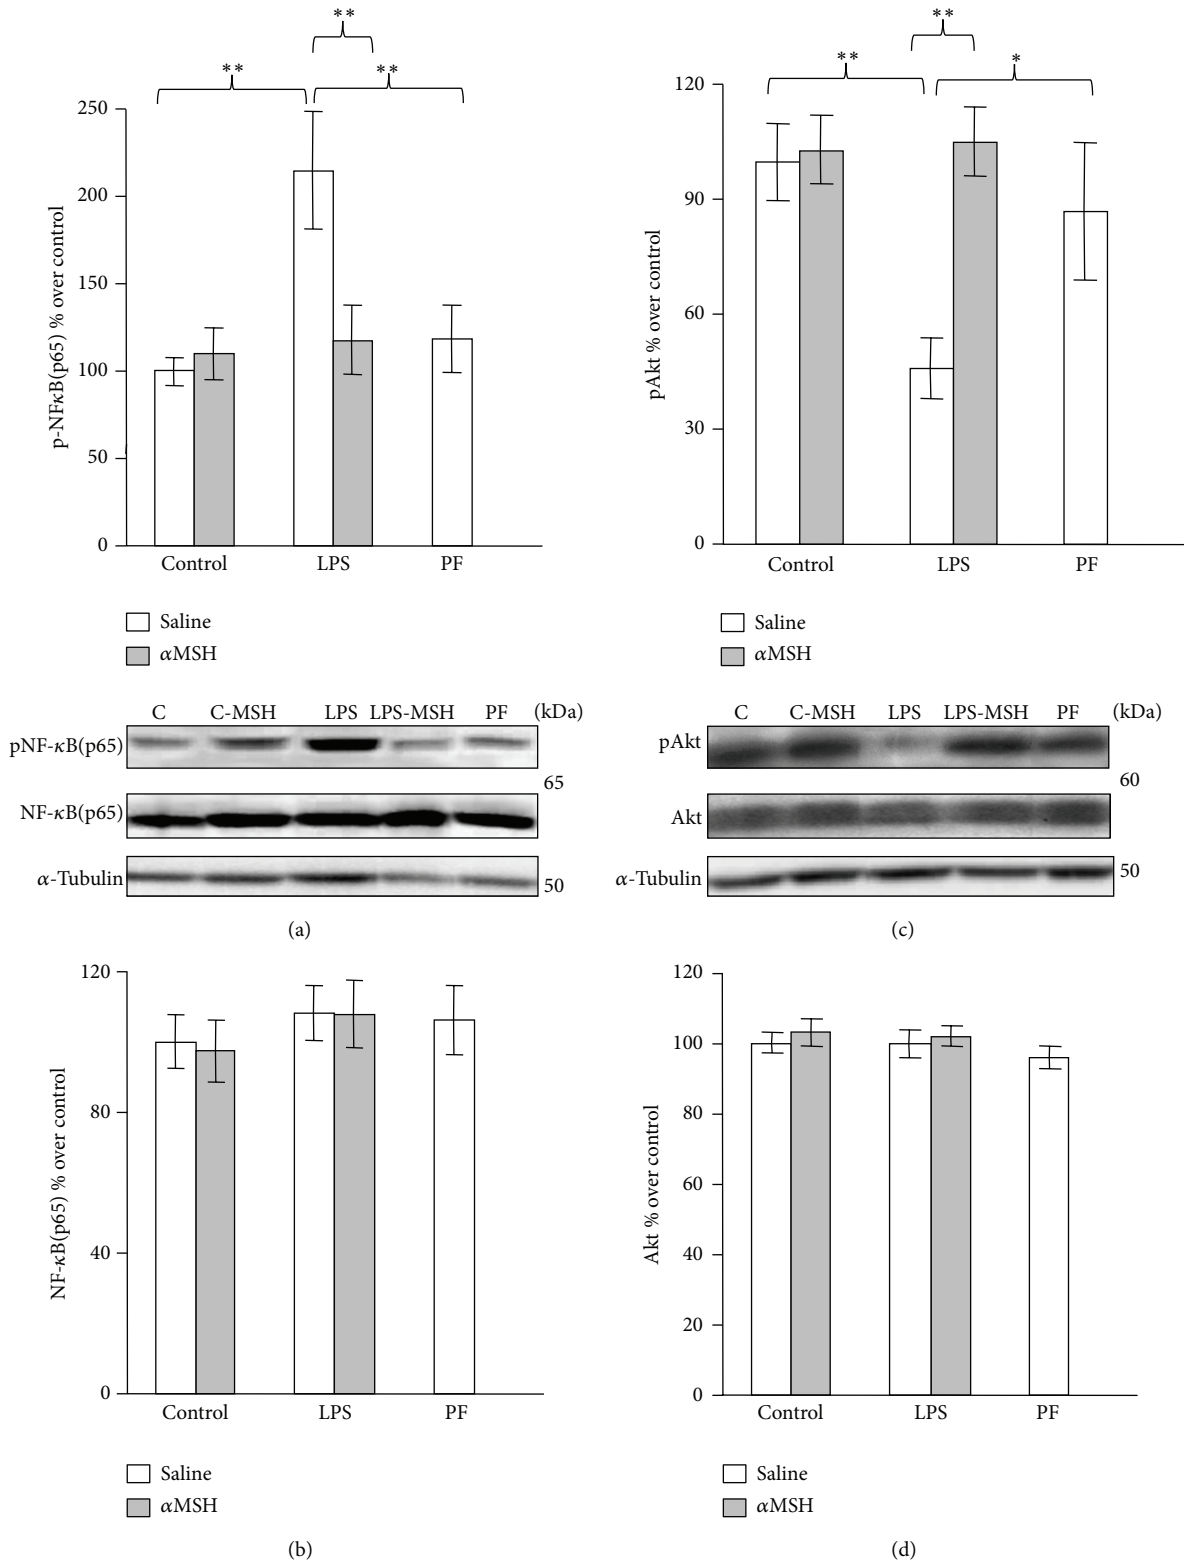 **
**
**
250
200
150
100
50
0
p-NFκB(p65) % over control
Control LPS PF
Saline
αMSH
C C-MSH LPS LPS-MSH PF (kDa)
pNF-κB(p65)
65
NF-κB(p65)
α-Tubulin
50
(a)
**
**
*
120
90
60
30
0
pAkt % over control
Control LPS PF
Saline
αMSH
C C-MSH LPS LPS-MSH PF (kDa)
pAkt
60
Akt
α-Tubulin
50
(c)
120
80
40
0
NF-κB(p65) % over control
Control LPS PF
Saline
αMSH
(b)
120
100
80
60
40
20
0
Akt % over control
Control LPS PF
Saline
αMSH
(d)